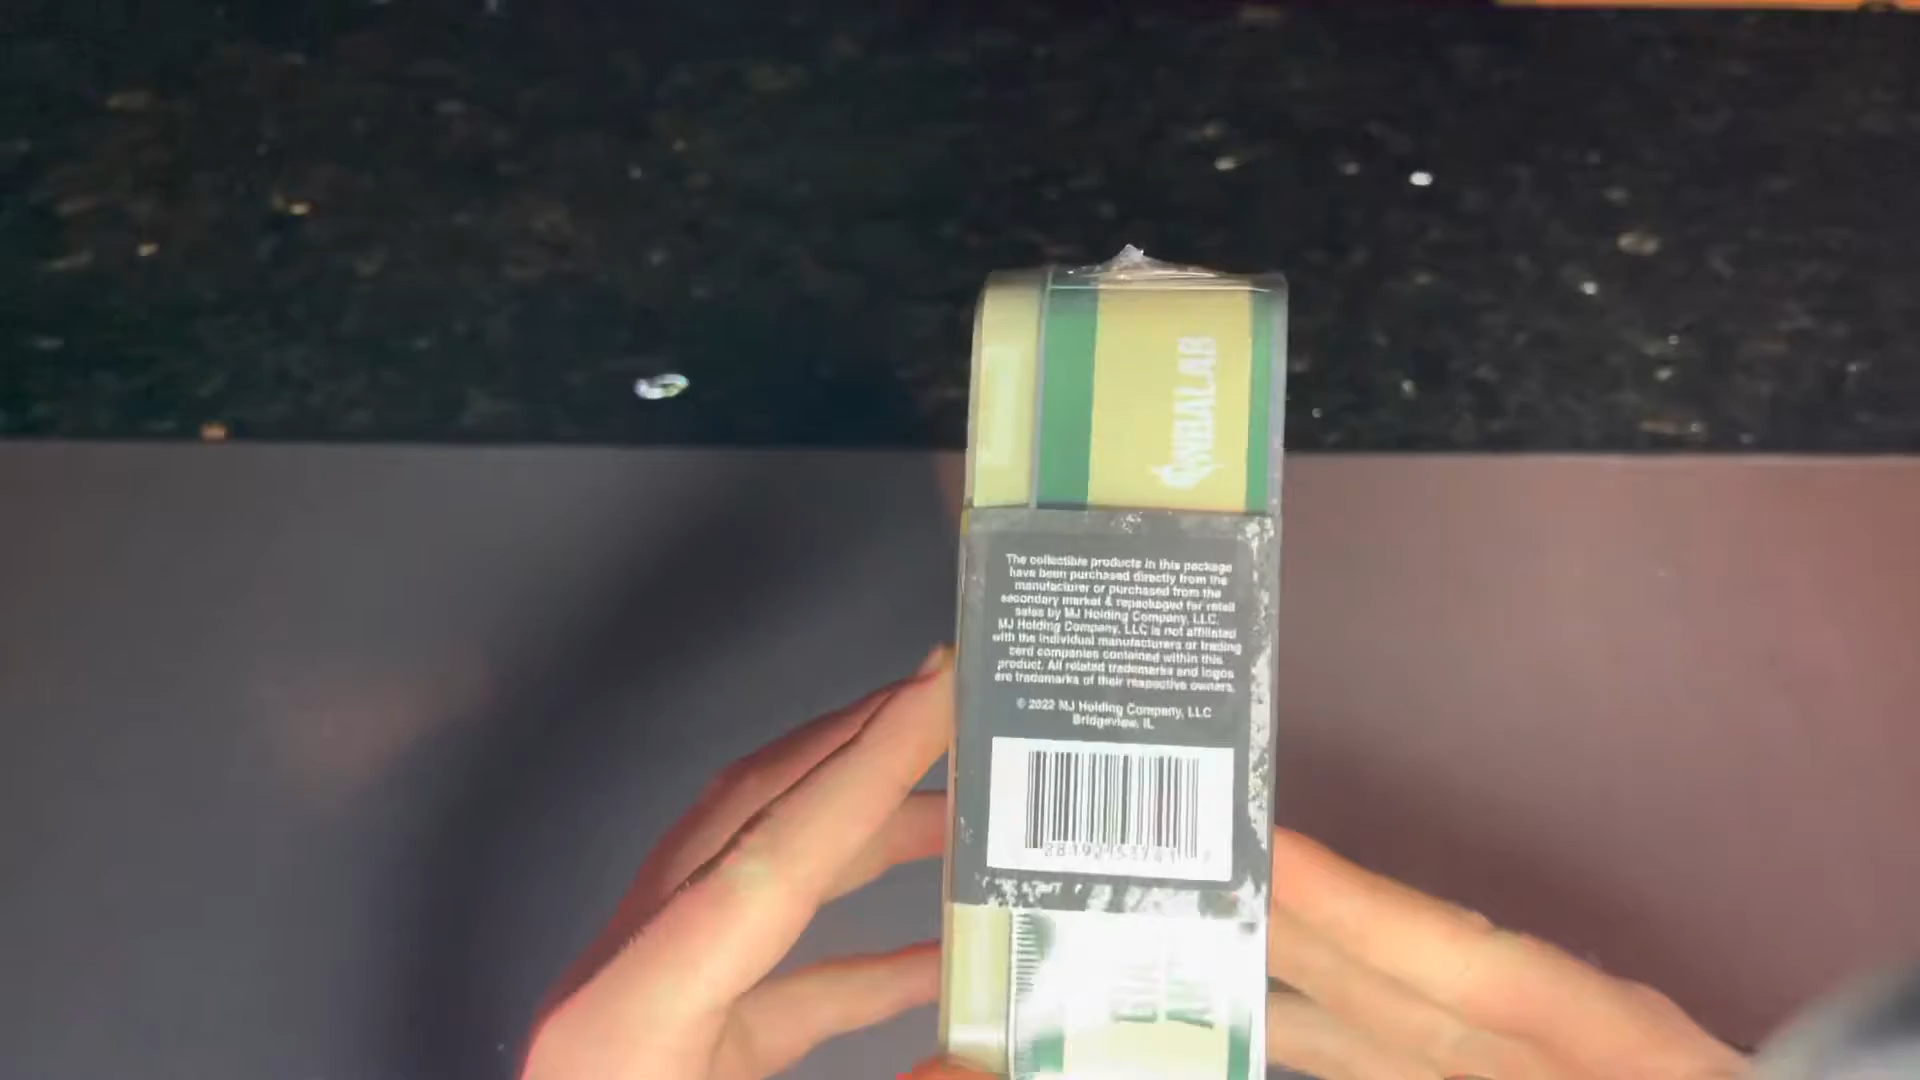 The collectible products in this package
have been purchased directly from the
manufacturer or purchased from the
secondary market & repackaged for retail
sales by MJ Holding Company, LLC.
MJ Holding Company, LLC is not affiliated
with the individual manufacturers or trading
card companies contained within this
product. All related trademarks and logos
are trademarks of their respective owners.
© 2022 MJ Holding Company, LLC
Bridgeview, IL